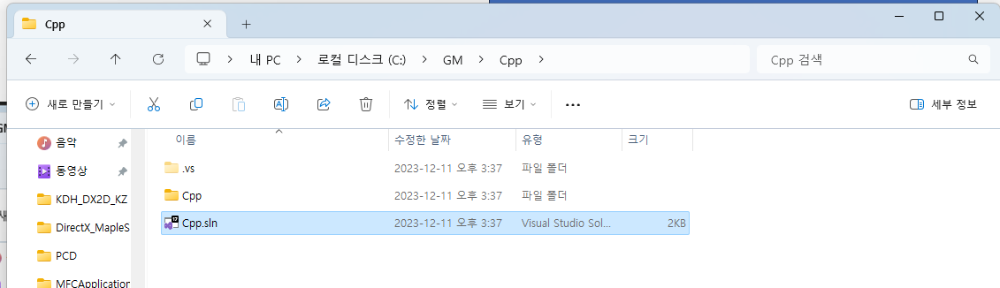 Cpp
내 PC > 로컬 디스크 (C:) > GM > Cpp >
Cpp 검색
새로 만들기
정렬
보기
세부 정보
음악
동영상
KDH_DX2D_KZ
DirectX_MapleS
PCD
MFCApplication
이름 수정한 날짜 유형 크기
.vs 2023-12-11 오후 3:37 파일 폴더
Cpp 2023-12-11 오후 3:37 파일 폴더
Cpp.sln 2023-12-11 오후 3:37 Visual Studio Sol... 2KB